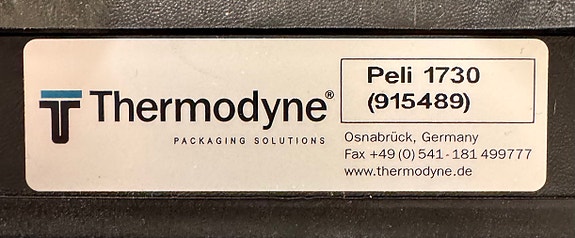 Thermodyne®
PACKAGING SOLUTIONS
Peli 1730
(915489)
Osnabrück, Germany
Fax +49 (0) 541 - 181 499777
www.thermodyne.de